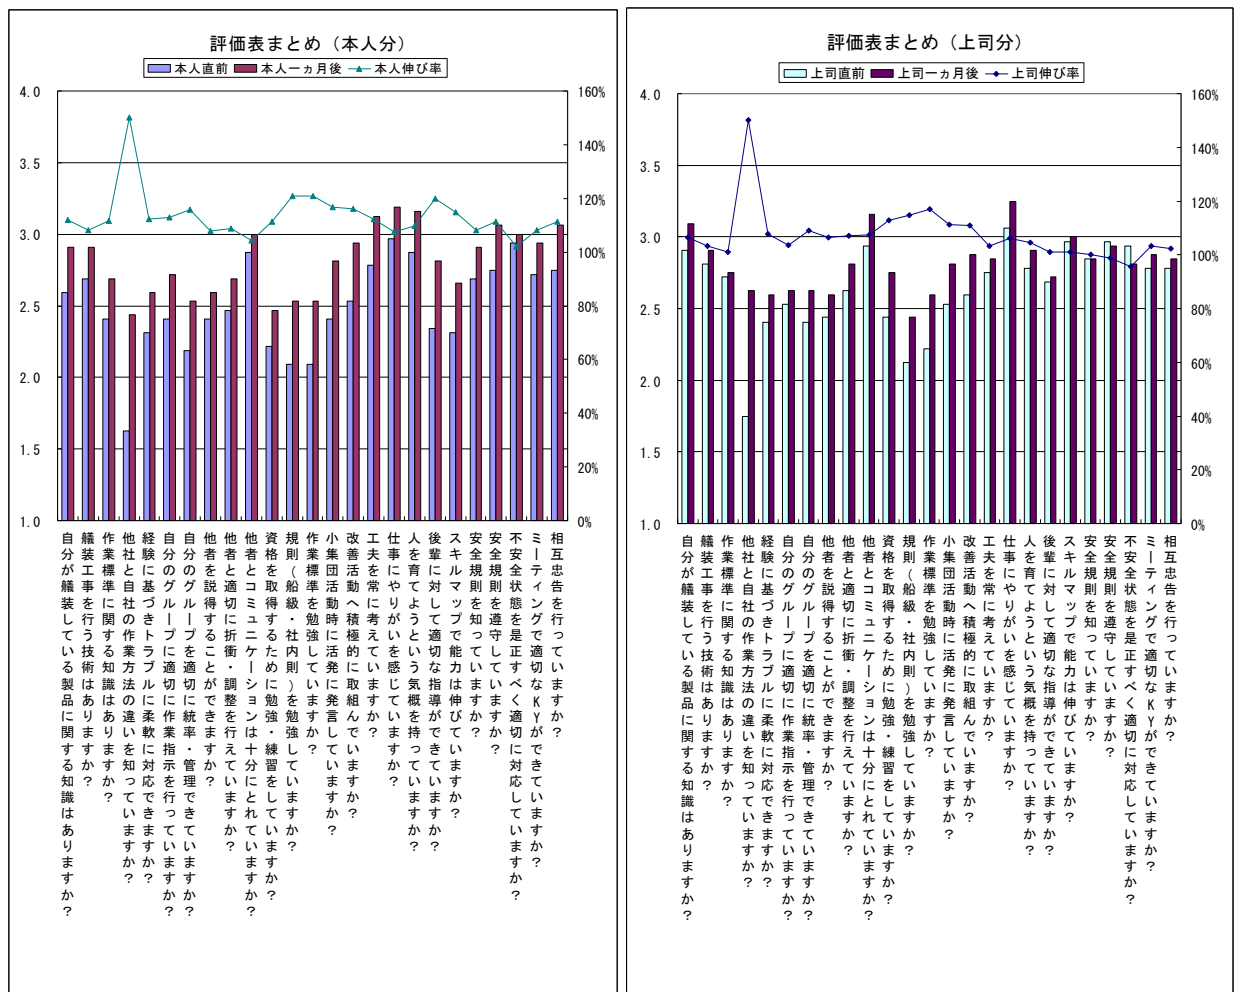 評価表まとめ（本人分）
本人直前 本人一ヵ月後 本人伸び率
4.0
3.5
3.0
2.5
2.0
1.5
1.0
160%
140%
120%
100%
80%
60%
40%
20%
0%
自分が艤装している製品に関する知識はありますか？
艤装工事を行う技術はありますか？
作業標準に関する知識はありますか？
他社と自社の作業方法の違いを知っていますか？
経験に基づきトラブルに柔軟に対応できますか？
自分のグループに適切に作業指示を行っていますか？
自分のグループを適切に統率・管理できていますか？
他者を説得することができますか？
他者と適切に折衝・調整を行えていますか？
他者とコミュニケーションは十分にとれていますか？
資格を取得するために勉強・練習をしていますか？
規則（船級・社内則）を勉強していますか？
作業標準を勉強していますか？
小集団活動時に活発に発言していますか？
改善活動へ積極的に取組んでいますか？
工夫を常に考えていますか？
仕事にやりがいを感じていますか？
人を育てようという気概を持っていますか？
後輩に対して適切な指導ができていますか？
スキルマップで能力は伸びていますか？
安全規則を知っていますか？
安全規則を遵守していますか？
不安全状態を是正すべく適切に対応していますか？
ミーティングで適切なKYができていますか？
相互忠告を行っていますか？
評価表まとめ（上司分）
上司直前 上司一ヵ月後 上司伸び率
4.0
3.5
3.0
2.5
2.0
1.5
1.0
160%
140%
120%
100%
80%
60%
40%
20%
0%
自分が艤装している製品に関する知識はありますか？
艤装工事を行う技術はありますか？
作業標準に関する知識はありますか？
他社と自社の作業方法の違いを知っていますか？
経験に基づきトラブルに柔軟に対応できますか？
自分のグループに適切に作業指示を行っていますか？
自分のグループを適切に統率・管理できていますか？
他者を説得することができますか？
他者と適切に折衝・調整を行えていますか？
他者とコミュニケーションは十分にとれていますか？
資格を取得するために勉強・練習をしていますか？
規則（船級・社内則）を勉強していますか？
作業標準を勉強していますか？
小集団活動時に活発に発言していますか？
改善活動へ積極的に取組んでいますか？
工夫を常に考えていますか？
仕事にやりがいを感じていますか？
人を育てようという気概を持っていますか？
後輩に対して適切な指導ができていますか？
スキルマップで能力は伸びていますか？
安全規則を知っていますか？
安全規則を遵守していますか？
不安全状態を是正すべく適切に対応していますか？
ミーティングで適切なKYができていますか？
相互忠告を行っていますか？